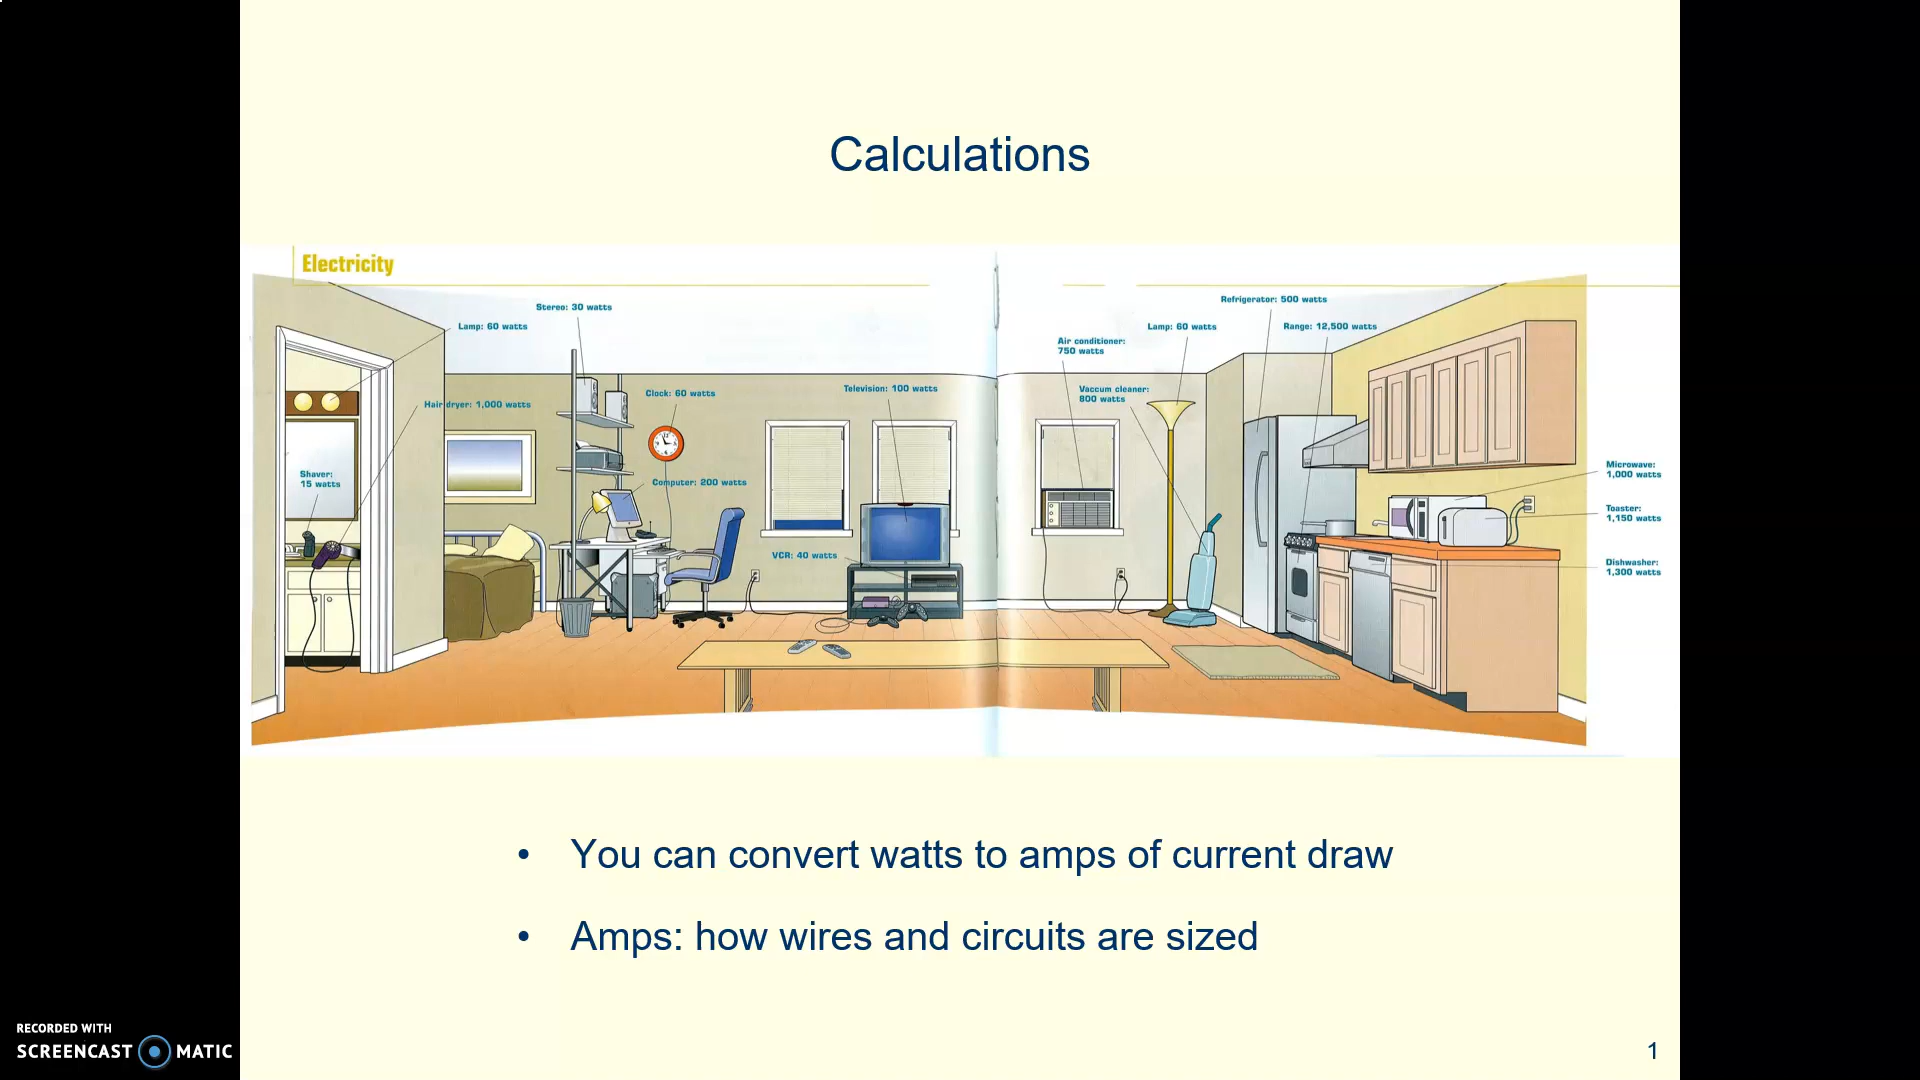 Calculations
Electricity
Stereo: 30 watts
Lamp: 60 watts
Hair dryer: 1,000 watts
Shaver:
15 watts
Clock: 60 watts
Computer: 200 watts
Television: 100 watts
VCR: 40 watts
Refrigerator: 500 watts
Lamp: 60 watts
Range: 12,500 watts
Air conditioner:
750 watts
Vaccum cleaner:
800 watts
Microwave:
1,000 watts
Toaster:
1,150 watts
Dishwasher:
1,300 watts
• You can convert watts to amps of current draw
• Amps: how wires and circuits are sized
RECORDED WITH
SCREENCAST MATIC
1